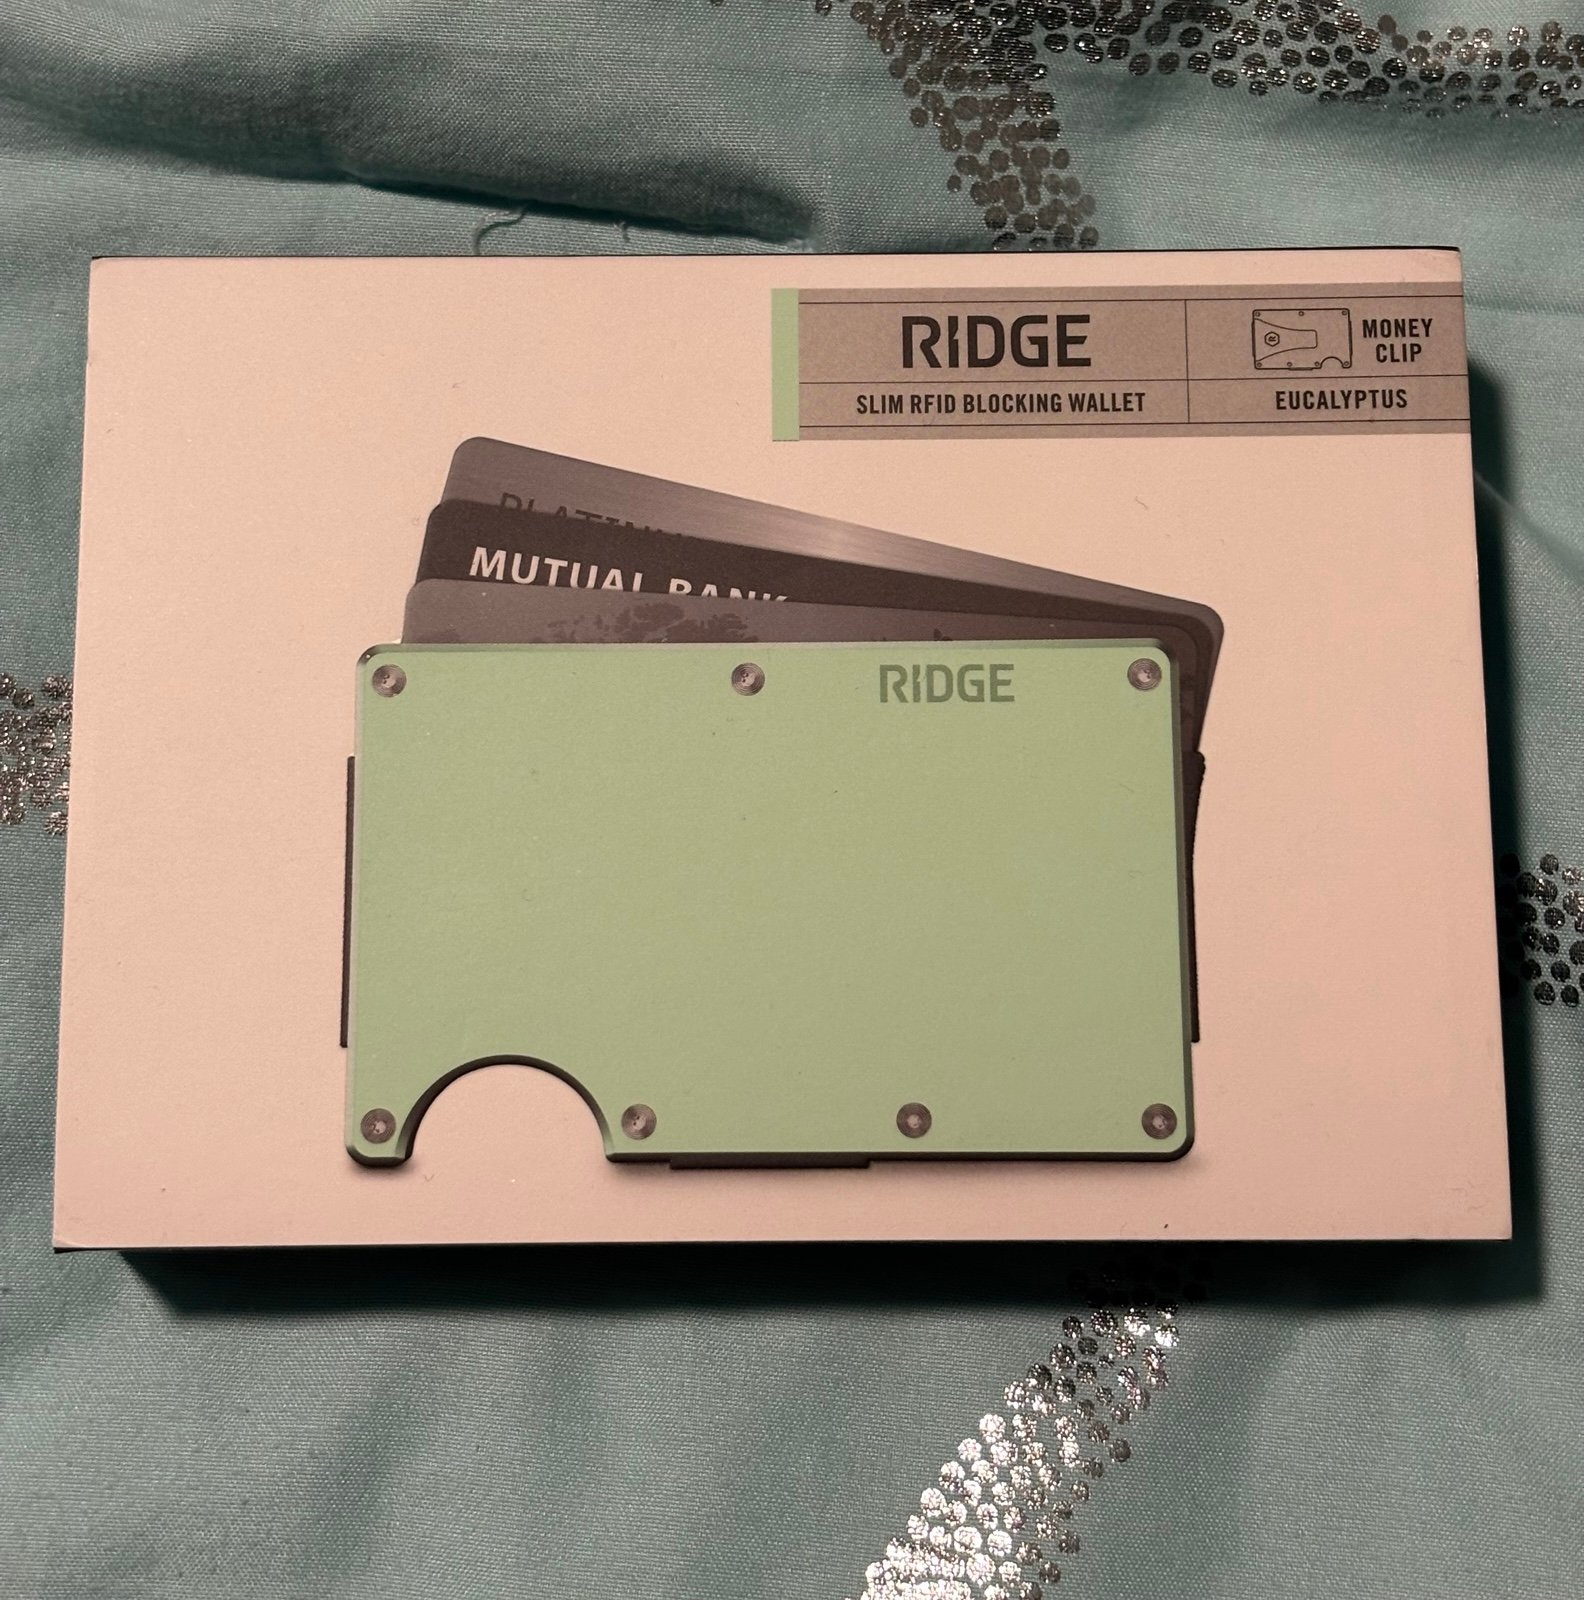 RIDGE
MONEY
CLIP
SLIM RFID BLOCKING WALLET
EUCALYPTUS
MUTUAL BANK
RIDGE